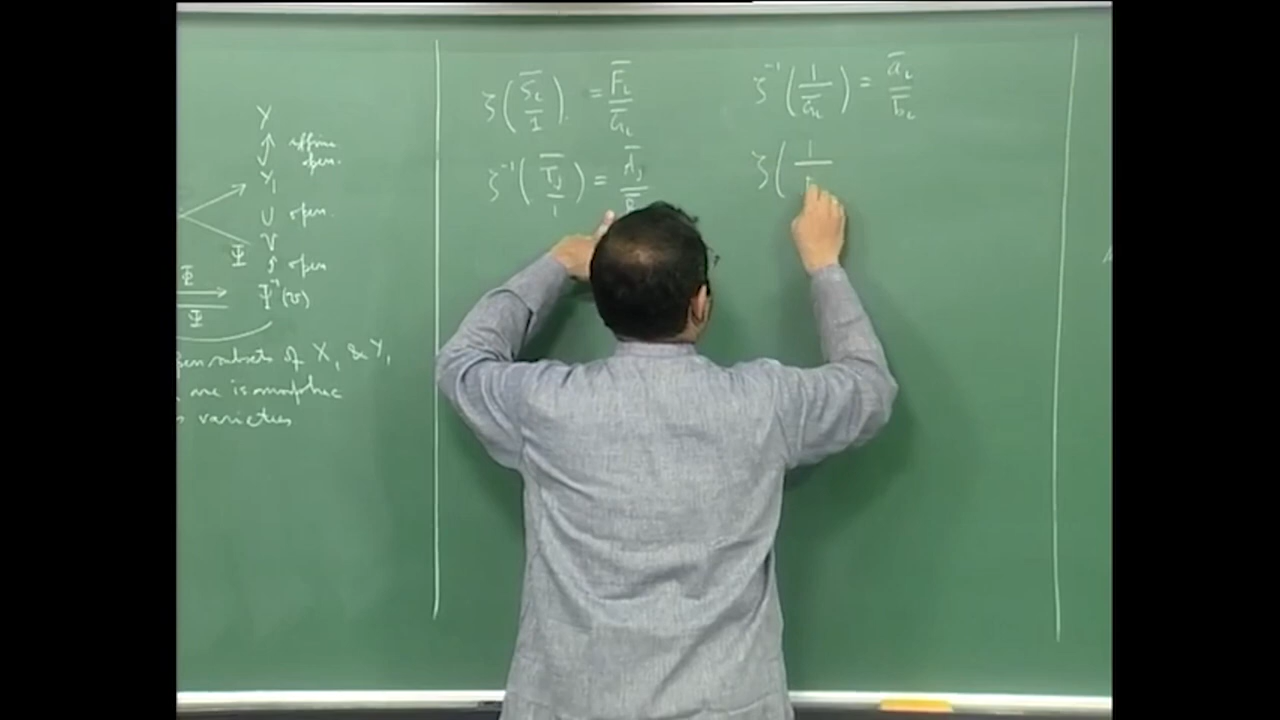 Y
affine
open.
Y₁
∪ open.
V
Ψ ↑ open
Φ
Ψ
Ψ⁻¹(V)
open subsets of X₁ & Y₁
are isomorphic
varieties
ζ(S̄ᵢ/1) = F̄ᵢ/Ḡᵢ
ζ⁻¹(T̄ⱼ/1) = Āⱼ/B̄
ζ⁻¹(1/Ḡᵢ) = āᵢ/b̄ᵢ
ζ(1/